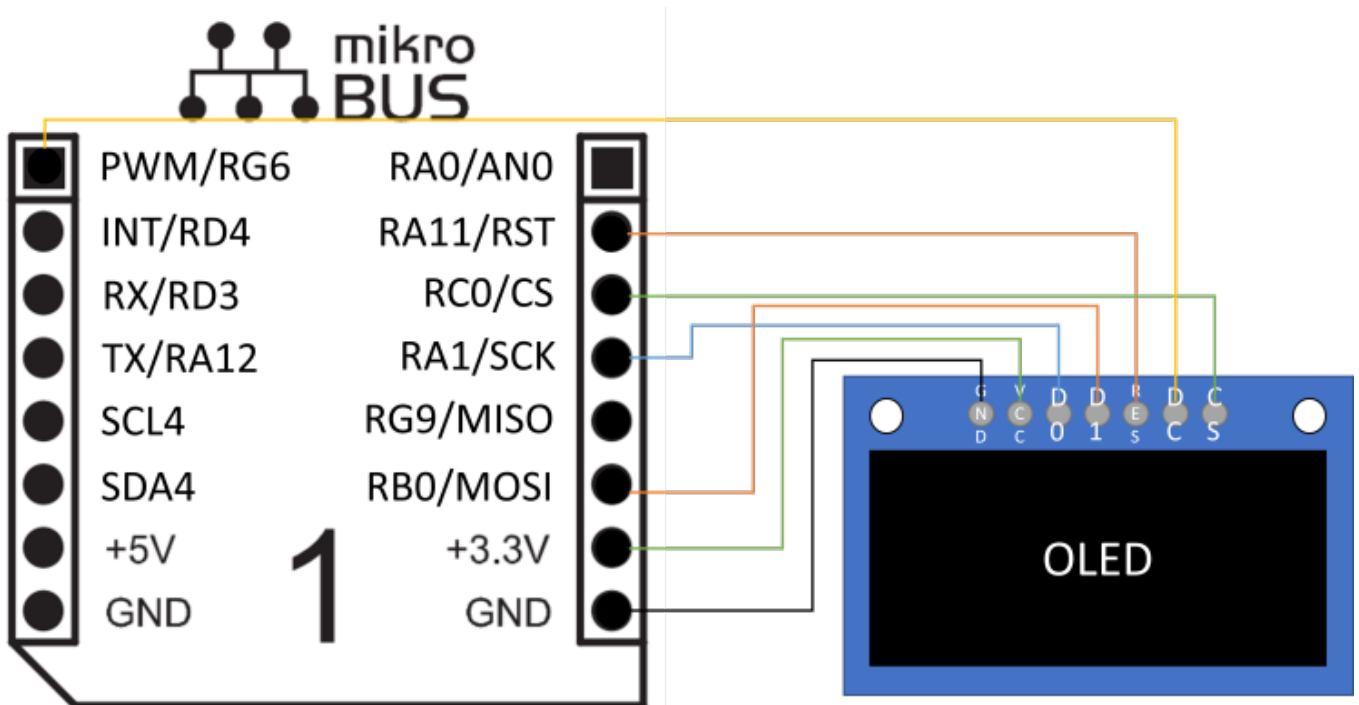 mikro
BUS
PWM/RG6 RA0/AN0
INT/RD4 RA11/RST
RX/RD3 RC0/CS
TX/RA12 RA1/SCK
SCL4 RG9/MISO
SDA4 RB0/MOSI
+5V +3.3V
GND GND
1
GND VCC D0 D1 RES DC CS
OLED